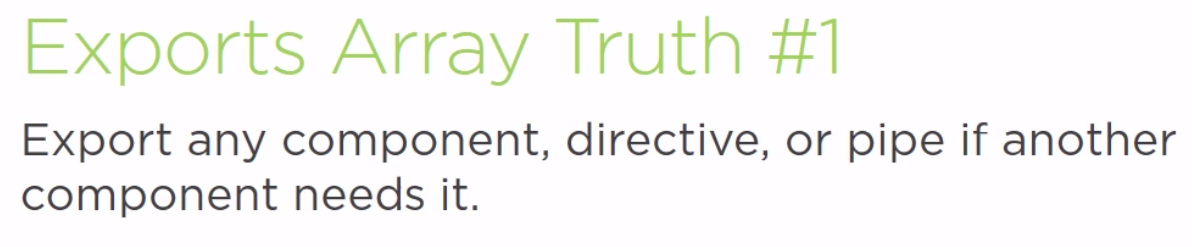 Exports Array Truth #1
Export any component, directive, or pipe if another
component needs it.